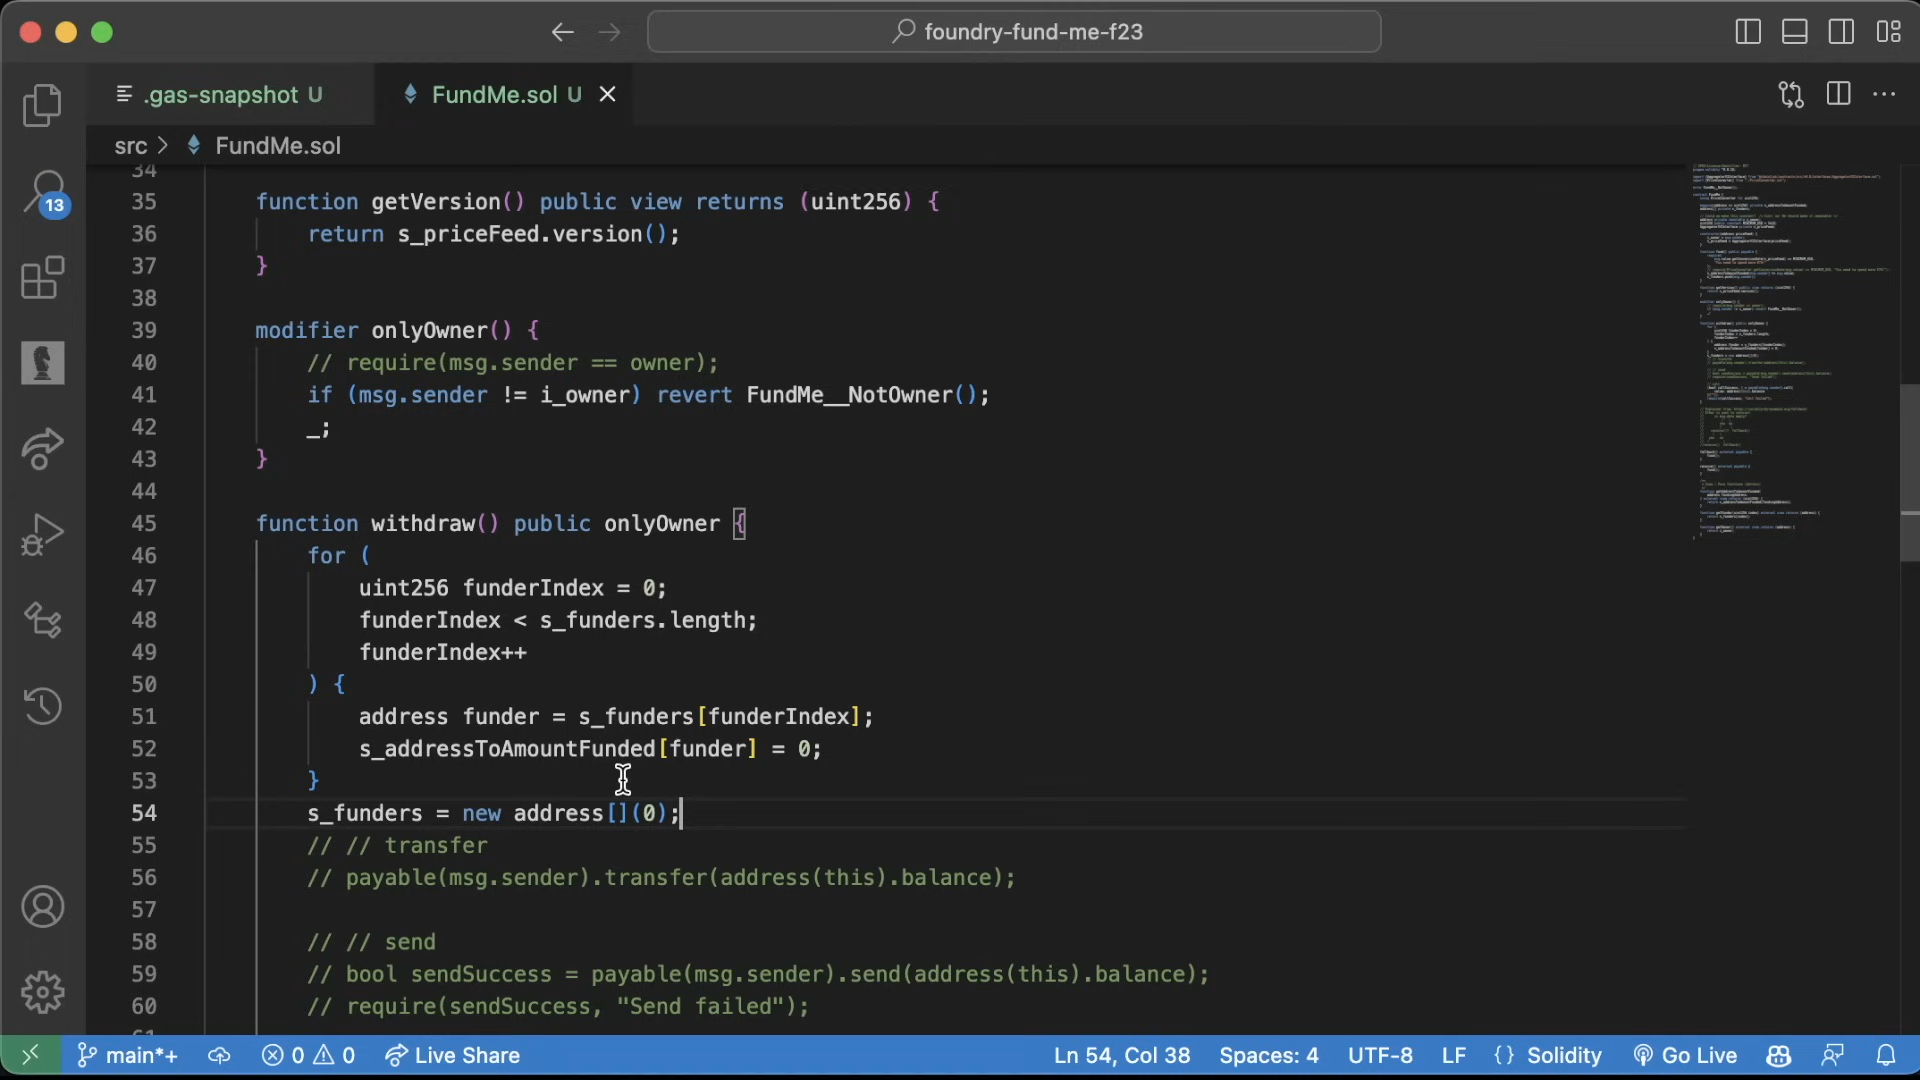 foundry-fund-me-f23
.gas-snapshot U
FundMe.sol U
src > FundMe.sol
13
34
35 function getVersion() public view returns (uint256) {
36 return s_priceFeed.version();
37 }
38
39 modifier onlyOwner() {
40 // require(msg.sender == owner);
41 if (msg.sender != i_owner) revert FundMe__NotOwner();
42 _;
43 }
44
45 function withdraw() public onlyOwner {
46 for (
47 uint256 funderIndex = 0;
48 funderIndex < s_funders.length;
49 funderIndex++
50 ) {
51 address funder = s_funders[funderIndex];
52 s_addressToAmountFunded[funder] = 0;
53 }
54 s_funders = new address[](0);
55 // // transfer
56 // payable(msg.sender).transfer(address(this).balance);
57
58 // // send
59 // bool sendSuccess = payable(msg.sender).send(address(this).balance);
60 // require(sendSuccess, "Send failed");
61
main*+ 0 0 Live Share Ln 54, Col 38 Spaces: 4 UTF-8 LF {} Solidity Go Live